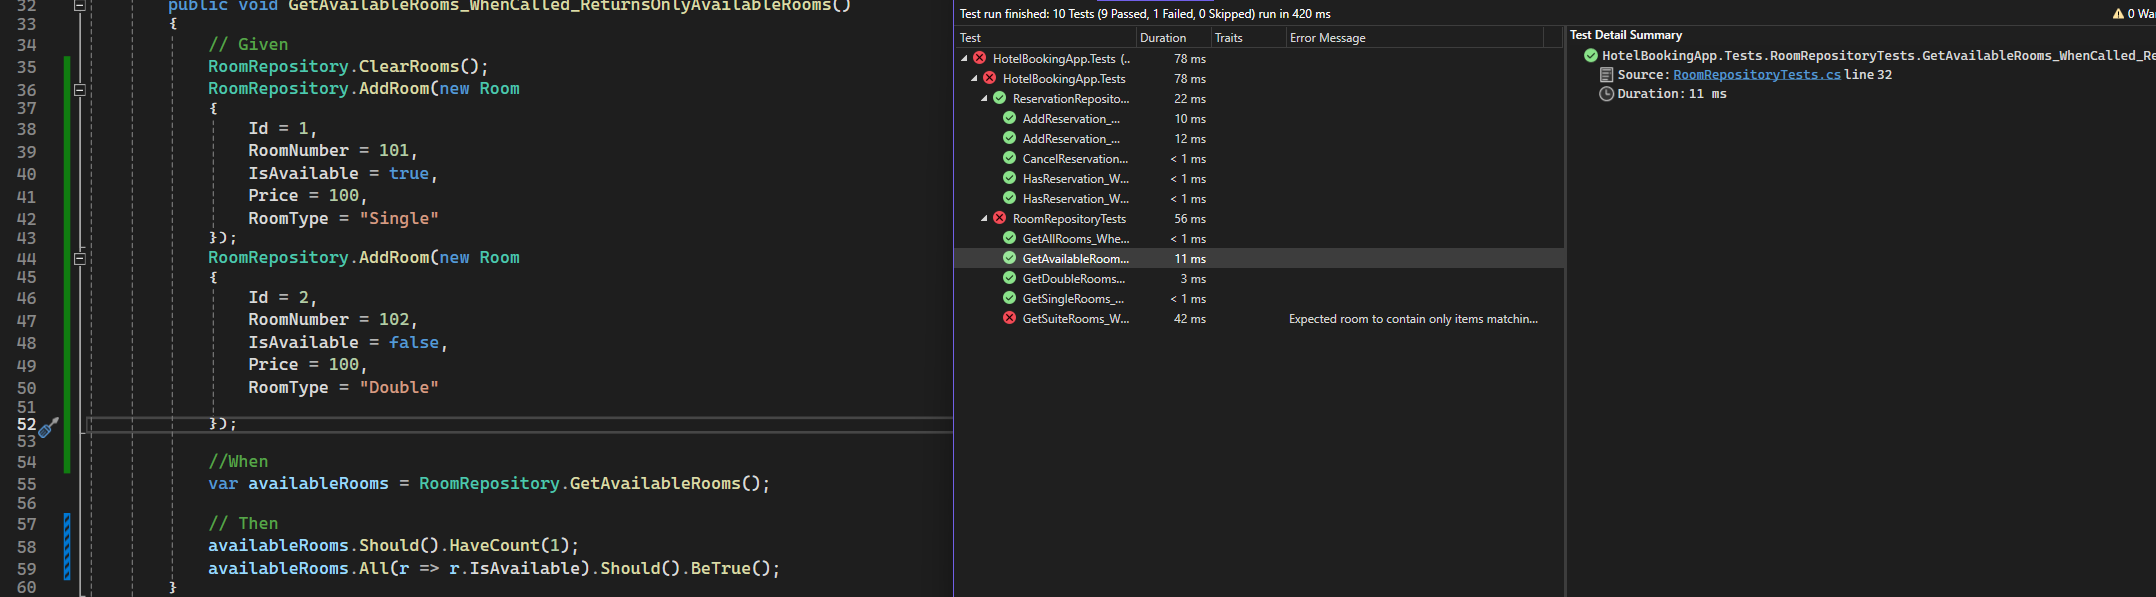 32 public void GetAvailableRooms_WhenCalled_ReturnsOnlyAvailableRooms()
33 {
34 // Given
35 RoomRepository.ClearRooms();
36 RoomRepository.AddRoom(new Room
37 {
38 Id = 1,
39 RoomNumber = 101,
40 IsAvailable = true,
41 Price = 100,
42 RoomType = "Single"
43 });
44 RoomRepository.AddRoom(new Room
45 {
46 Id = 2,
47 RoomNumber = 102,
48 IsAvailable = false,
49 Price = 100,
50 RoomType = "Double"
51
52 });
53
54 //When
55 var availableRooms = RoomRepository.GetAvailableRooms();
56
57 // Then
58 availableRooms.Should().HaveCount(1);
59 availableRooms.All(r => r.IsAvailable).Should().BeTrue();
60 }
Test run finished: 10 Tests (9 Passed, 1 Failed, 0 Skipped) run in 420 ms
0 Wa
Test Duration Traits Error Message
HotelBookingApp.Tests (.. 78 ms
HotelBookingApp.Tests 78 ms
ReservationReposito... 22 ms
AddReservation_... 10 ms
AddReservation_... 12 ms
CancelReservation... < 1 ms
HasReservation_W... < 1 ms
HasReservation_W... < 1 ms
RoomRepositoryTests 56 ms
GetAllRooms_Whe... < 1 ms
GetAvailableRoom... 11 ms
GetDoubleRooms... 3 ms
GetSingleRooms_... < 1 ms
GetSuiteRooms_W... 42 ms Expected room to contain only items matchin...
Test Detail Summary
HotelBookingApp.Tests.RoomRepositoryTests.GetAvailableRooms_WhenCalled_Re
Source: RoomRepositoryTests.cs line 32
Duration: 11 ms